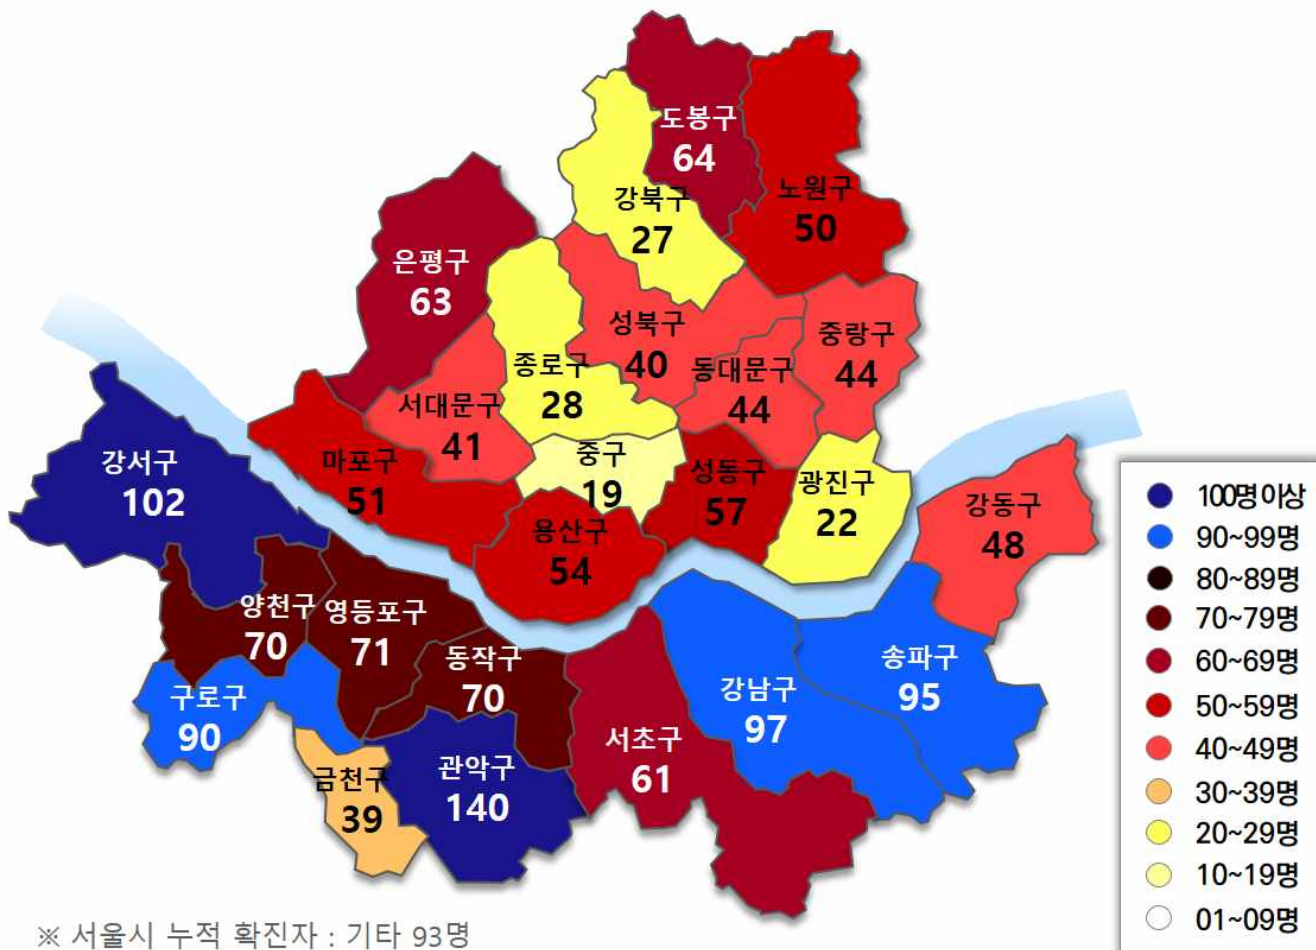 도봉구
64
노원구
50
강북구
27
은평구
63
성북구
40
중랑구
44
종로구
28
동대문구
44
서대문구
41
마포구
51
중구
19
성동구
57
광진구
22
강서구
102
용산구
54
강동구
48
양천구
70
영등포구
71
동작구
70
구로구
90
강남구
97
송파구
95
서초구
61
관악구
140
금천구
39
100명이상
90~99명
80~89명
70~79명
60~69명
50~59명
40~49명
30~39명
20~29명
10~19명
01~09명
※ 서울시 누적 확진자 : 기타 93명